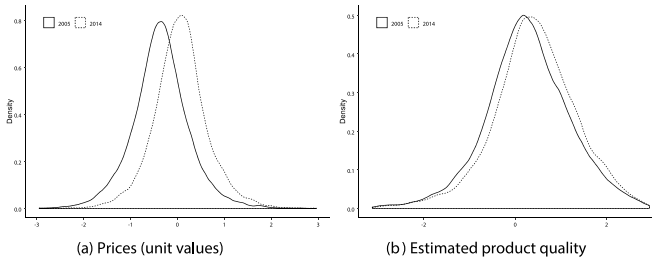 2005 2014
Density
0.8
0.6
0.4
0.2
0.0
-3 -2 -1 0 1 2 3
(a) Prices (unit values)
2005 2014
Density
0.5
0.4
0.3
0.2
0.1
0.0
-2 0 2
(b) Estimated product quality